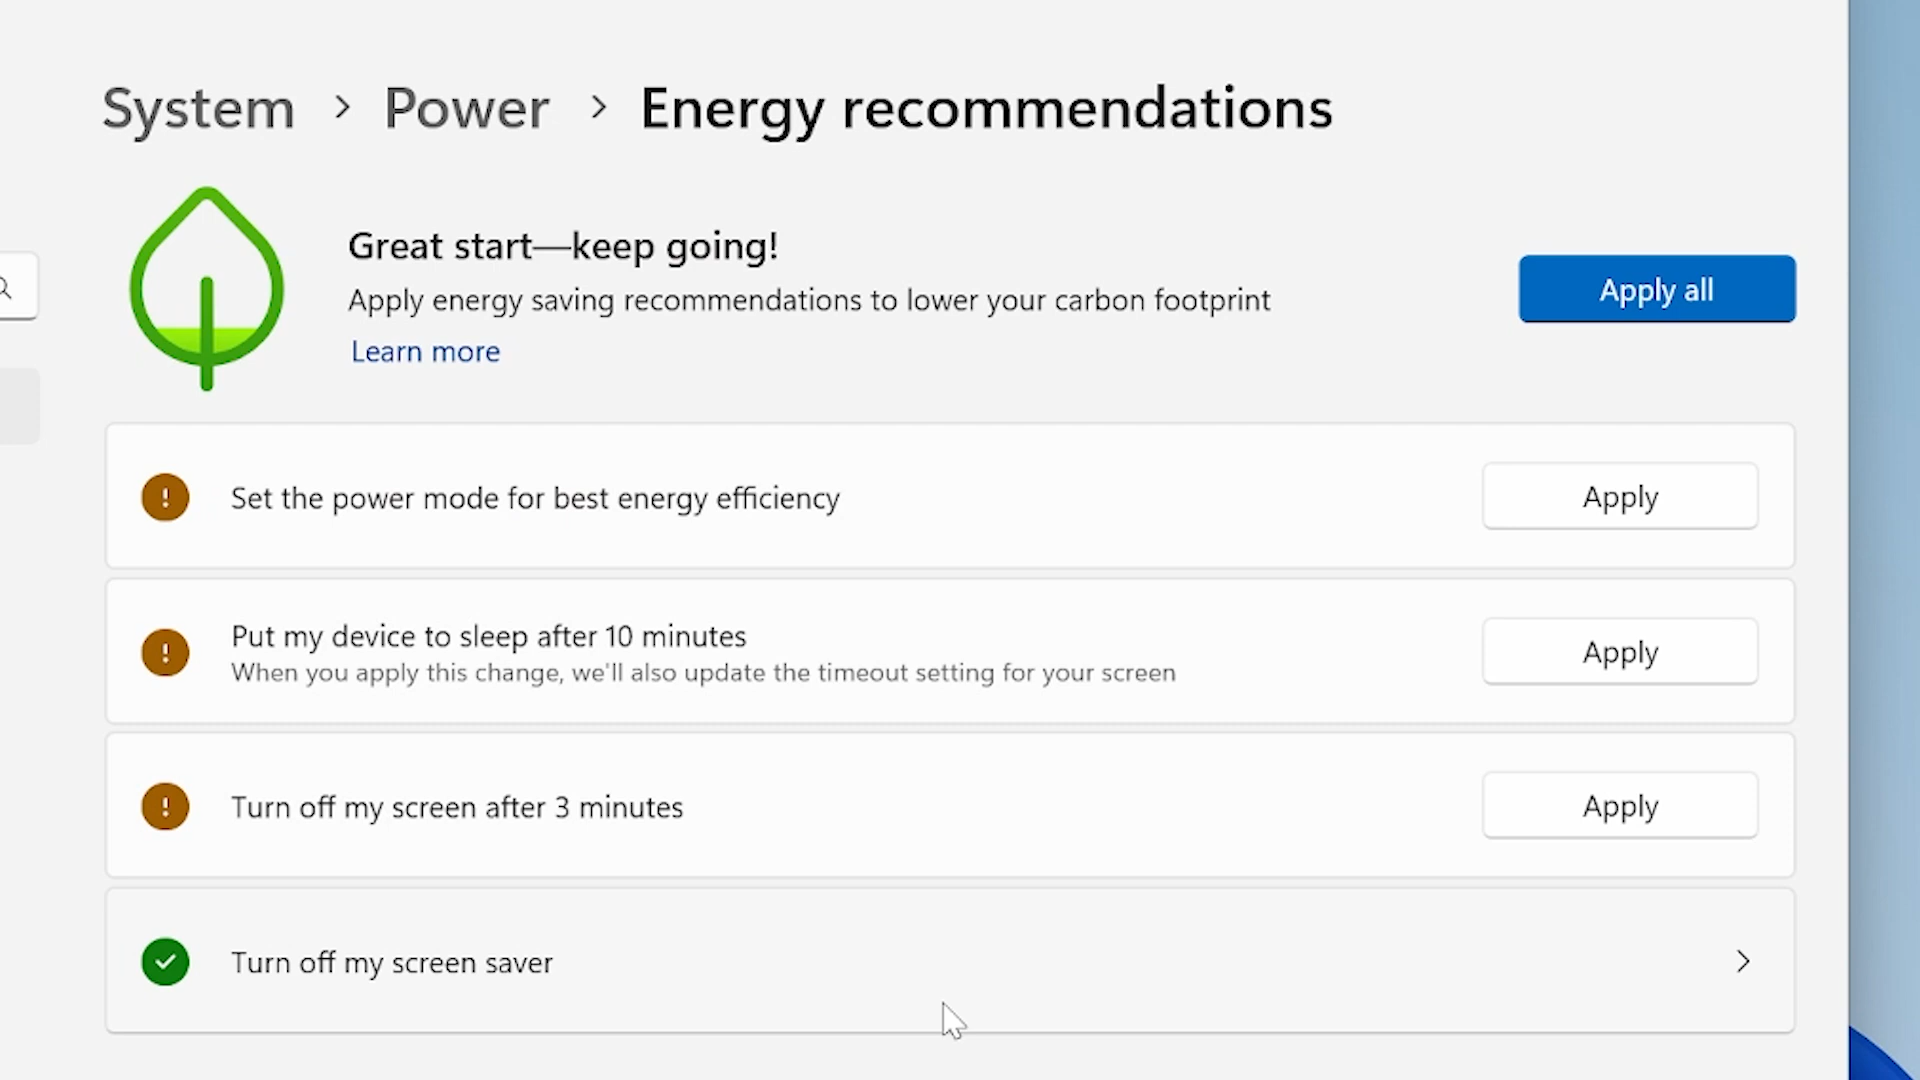 System > Power > Energy recommendations
Great start—keep going!
Apply energy saving recommendations to lower your carbon footprint
Apply all
Learn more
Set the power mode for best energy efficiency
Apply
Put my device to sleep after 10 minutes
When you apply this change, we'll also update the timeout setting for your screen
Apply
Turn off my screen after 3 minutes
Apply
Turn off my screen saver